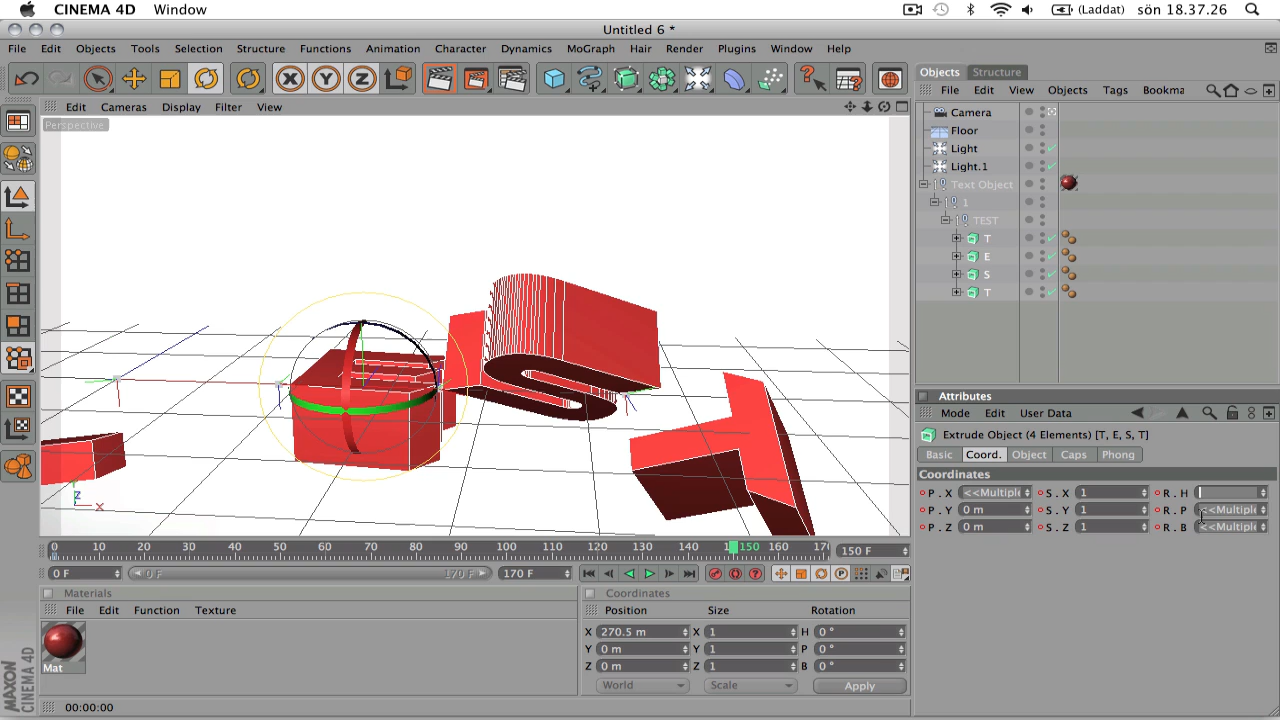 CINEMA 4D Window (Laddat) sön 18.37.26
Untitled 6 *
File Edit Objects Tools Selection Structure Functions Animation Character Dynamics MoGraph Hair Render Plugins Window Help
X Y Z
Objects Structure
File Edit View Objects Tags Bookma
Edit Cameras Display Filter View
Perspective
Camera
Floor
Light
Light.1
Text Object
1
TEST
T
E
S
T
Attributes
Mode Edit User Data
Extrude Object (4 Elements) [T, E, S, T]
Basic Coord. Object Caps Phong
Coordinates
P . X <<Multiple S . X 1 R . H
P . Y 0 m S . Y 1 R . P <<Multiple
P . Z 0 m S . Z 1 R . B <<Multiple
Z
X
0 10 20 30 40 50 60 70 80 90 100 110 120 130 140 150 160 17 150 F
0 F 0 F 170 F 170 F
Materials
File Edit Function Texture
Mat
Coordinates
Position Size Rotation
X 270.5 m X 1 H 0 °
Y 0 m Y 1 P 0 °
Z 0 m Z 1 B 0 °
World Scale Apply
MAXON
CINEMA 4D
00:00:00